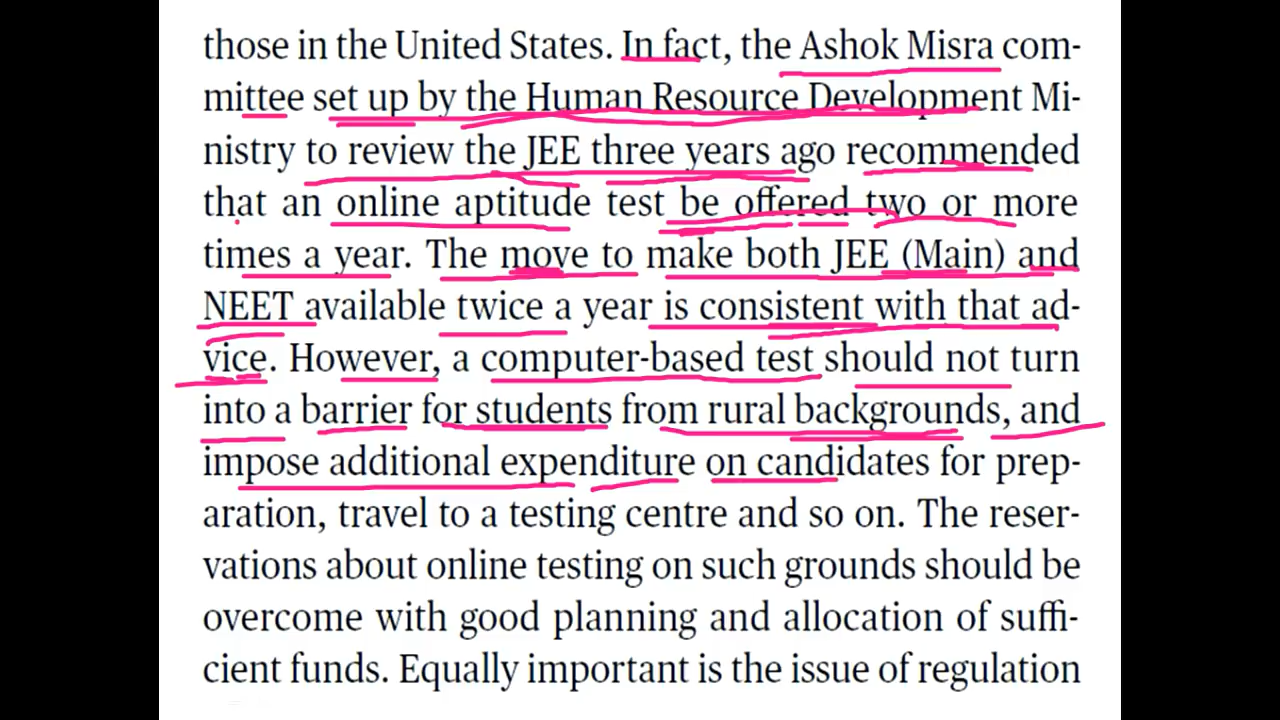 those in the United States. In fact, the Ashok Misra com-
mittee set up by the Human Resource Development Mi-
nistry to review the JEE three years ago recommended
that an online aptitude test be offered two or more
times a year. The move to make both JEE (Main) and
NEET available twice a year is consistent with that ad-
vice. However, a computer-based test should not turn
into a barrier for students from rural backgrounds, and
impose additional expenditure on candidates for prep-
aration, travel to a testing centre and so on. The reser-
vations about online testing on such grounds should be
overcome with good planning and allocation of suffi-
cient funds. Equally important is the issue of regulation